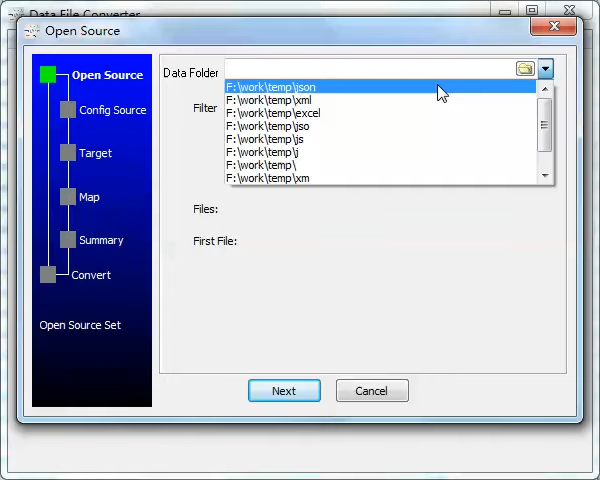 Data File Converter
Open Source
Open Source
Config Source
Target
Map
Summary
Convert
Open Source Set
Data Folder
F:\work\temp\json
F:\work\temp\xml
F:\work\temp\excel
F:\work\temp\jso
F:\work\temp\js
F:\work\temp\j
F:\work\temp\
F:\work\temp\xm
Filter
Files:
First File:
Next
Cancel